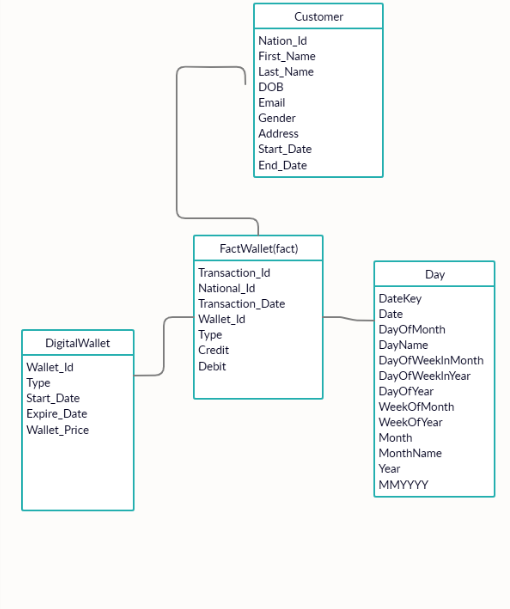 Customer
Nation_Id
First_Name
Last_Name
DOB
Email
Gender
Address
Start_Date
End_Date
FactWallet(fact)
Transaction_Id
National_Id
Transaction_Date
Wallet_Id
Type
Credit
Debit
Day
DateKey
Date
DayOfMonth
DayName
DayOfWeekInMonth
DayOfWeekInYear
DayOfYear
WeekOfMonth
WeekOfYear
Month
MonthName
Year
MMYYYY
DigitalWallet
Wallet_Id
Type
Start_Date
Expire_Date
Wallet_Price